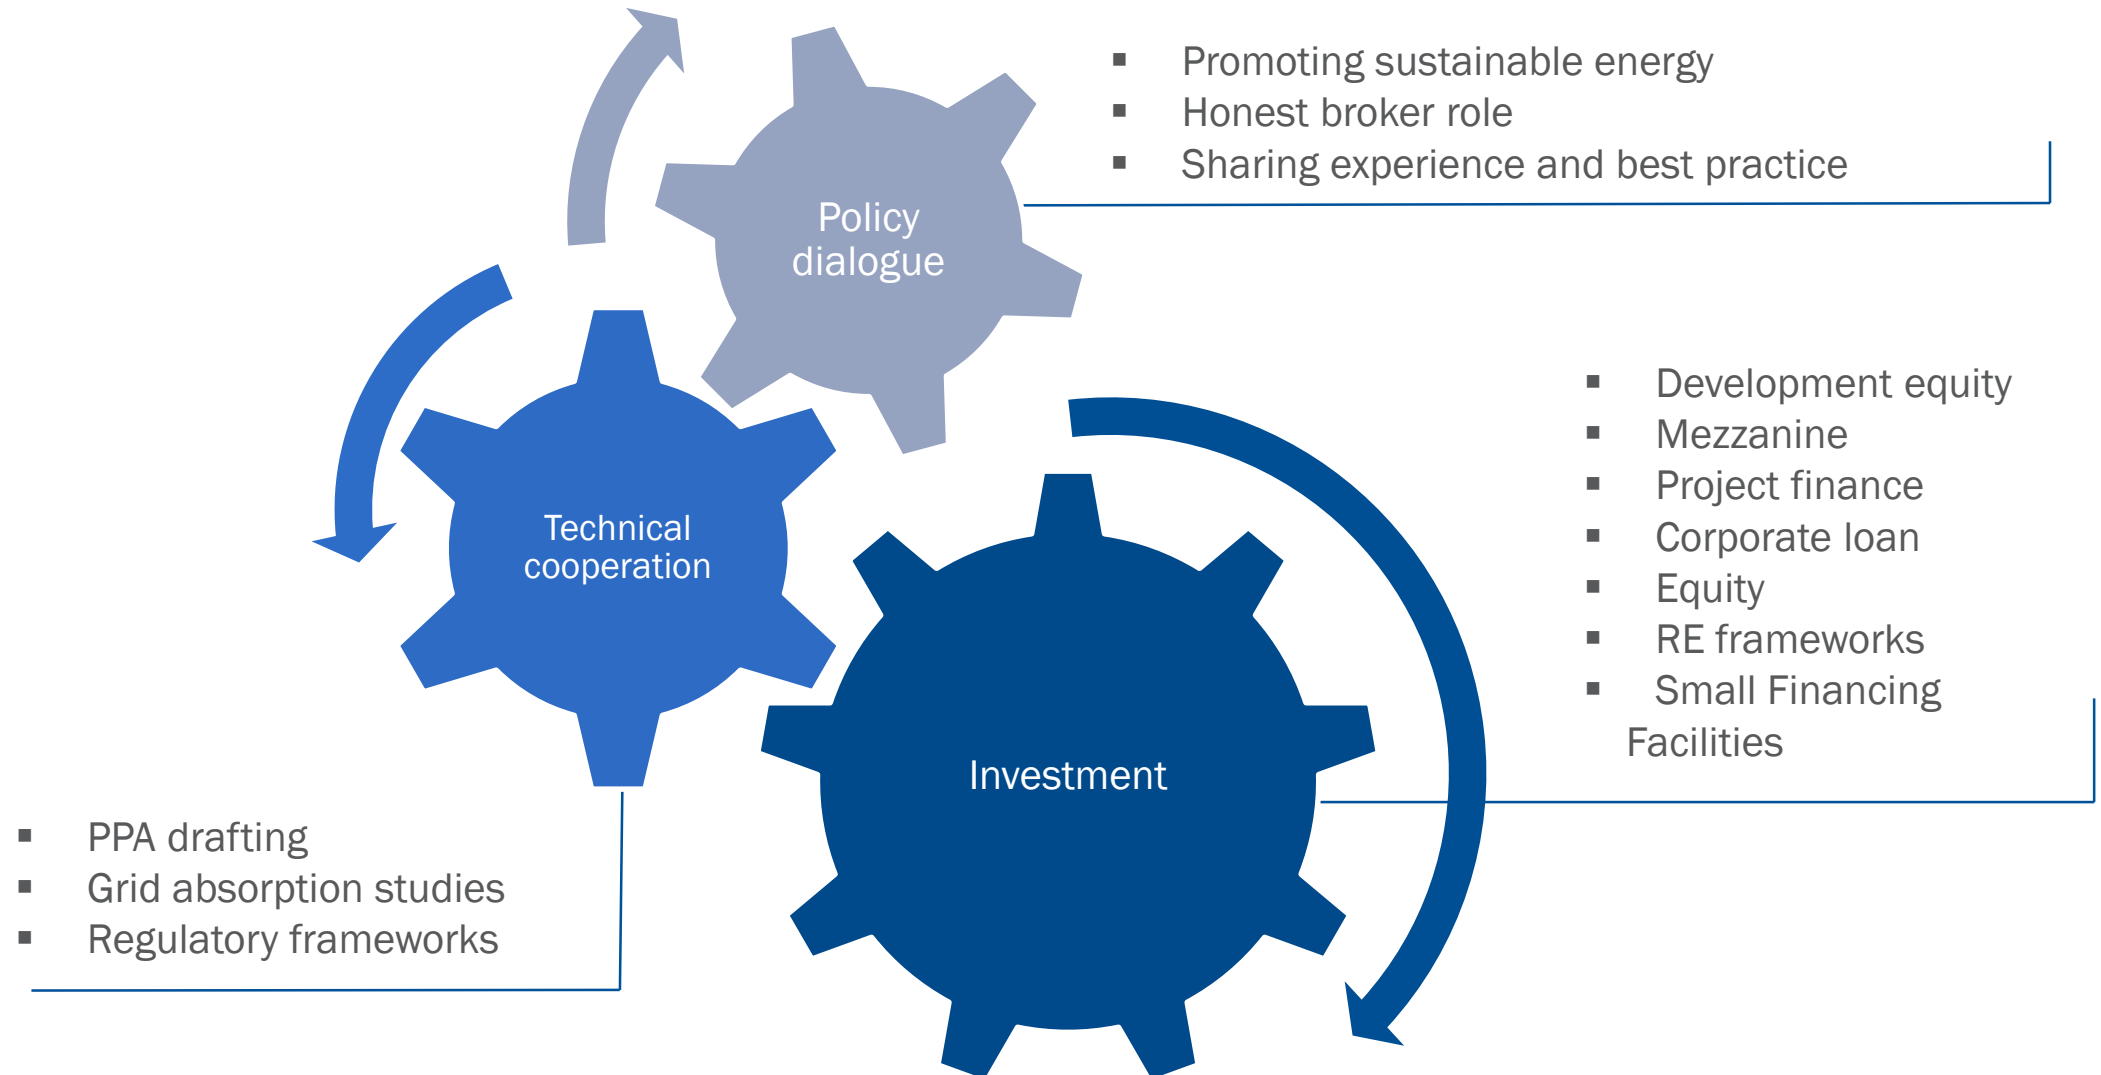 ▪ Promoting sustainable energy
▪ Honest broker role
▪ Sharing experience and best practice
Policy
dialogue
▪ Development equity
▪ Mezzanine
▪ Project finance
▪ Corporate loan
▪ Equity
▪ RE frameworks
▪ Small Financing
Facilities
Technical
cooperation
Investment
▪ PPA drafting
▪ Grid absorption studies
▪ Regulatory frameworks